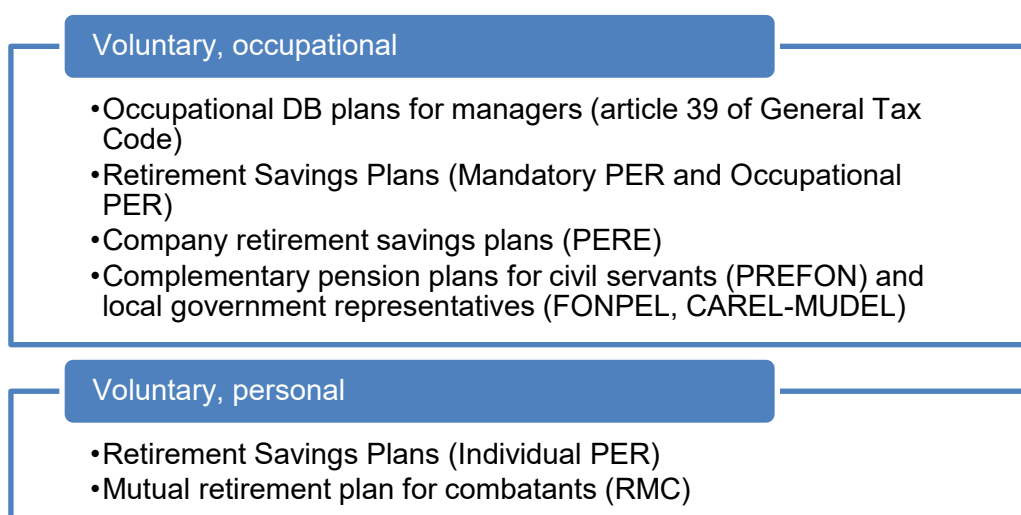 Voluntary, occupational
•Occupational DB plans for managers (article 39 of General Tax
Code)
•Retirement Savings Plans (Mandatory PER and Occupational
PER)
•Company retirement savings plans (PERE)
•Complementary pension plans for civil servants (PREFON) and
local government representatives (FONPEL, CAREL-MUDEL)
Voluntary, personal
•Retirement Savings Plans (Individual PER)
•Mutual retirement plan for combatants (RMC)